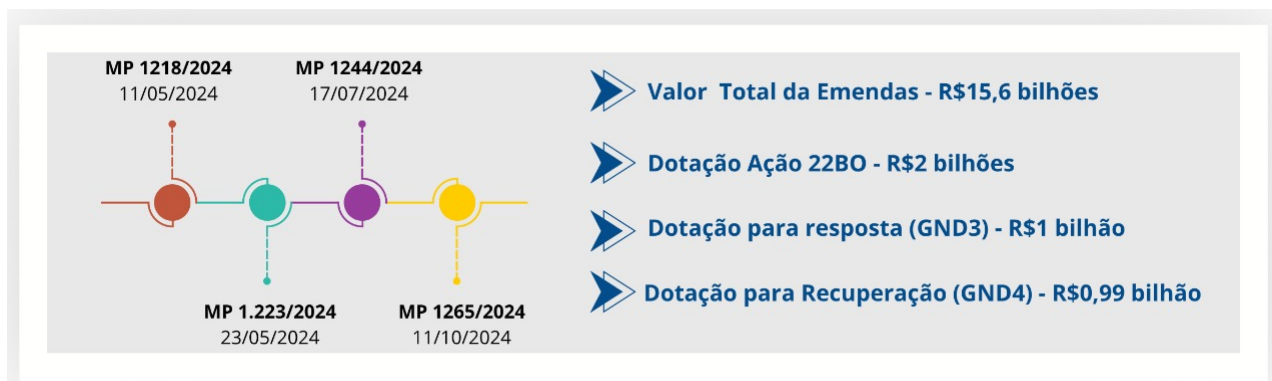 MP 1218/2024
11/05/2024
MP 1244/2024
17/07/2024
MP 1.223/2024
23/05/2024
MP 1265/2024
11/10/2024
Valor Total da Emendas - R$15,6 bilhões
Dotação Ação 22BO - R$2 bilhões
Dotação para resposta (GND3) - R$1 bilhão
Dotação para Recuperação (GND4) - R$0,99 bilhão